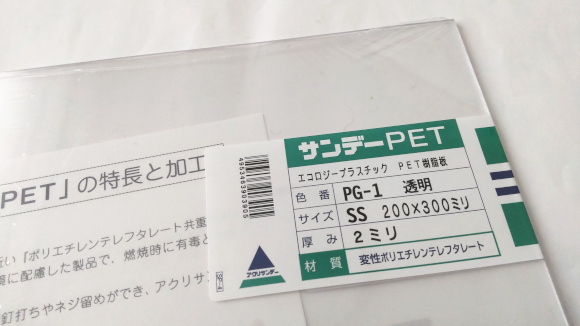 サンデーPET
エコロジープラスチック PET樹脂板
色番 PG-1 透明
サイズ SS 200×300ミリ
厚み 2ミリ
材質 変性ポリエチレンテレフタレート
アクリサンデー
PET」の特長と加工
い「ポリエチレンテレフタレート共重
に配慮した製品で、燃焼時に有毒
釘打ちやネジ留めができ、アクリサン